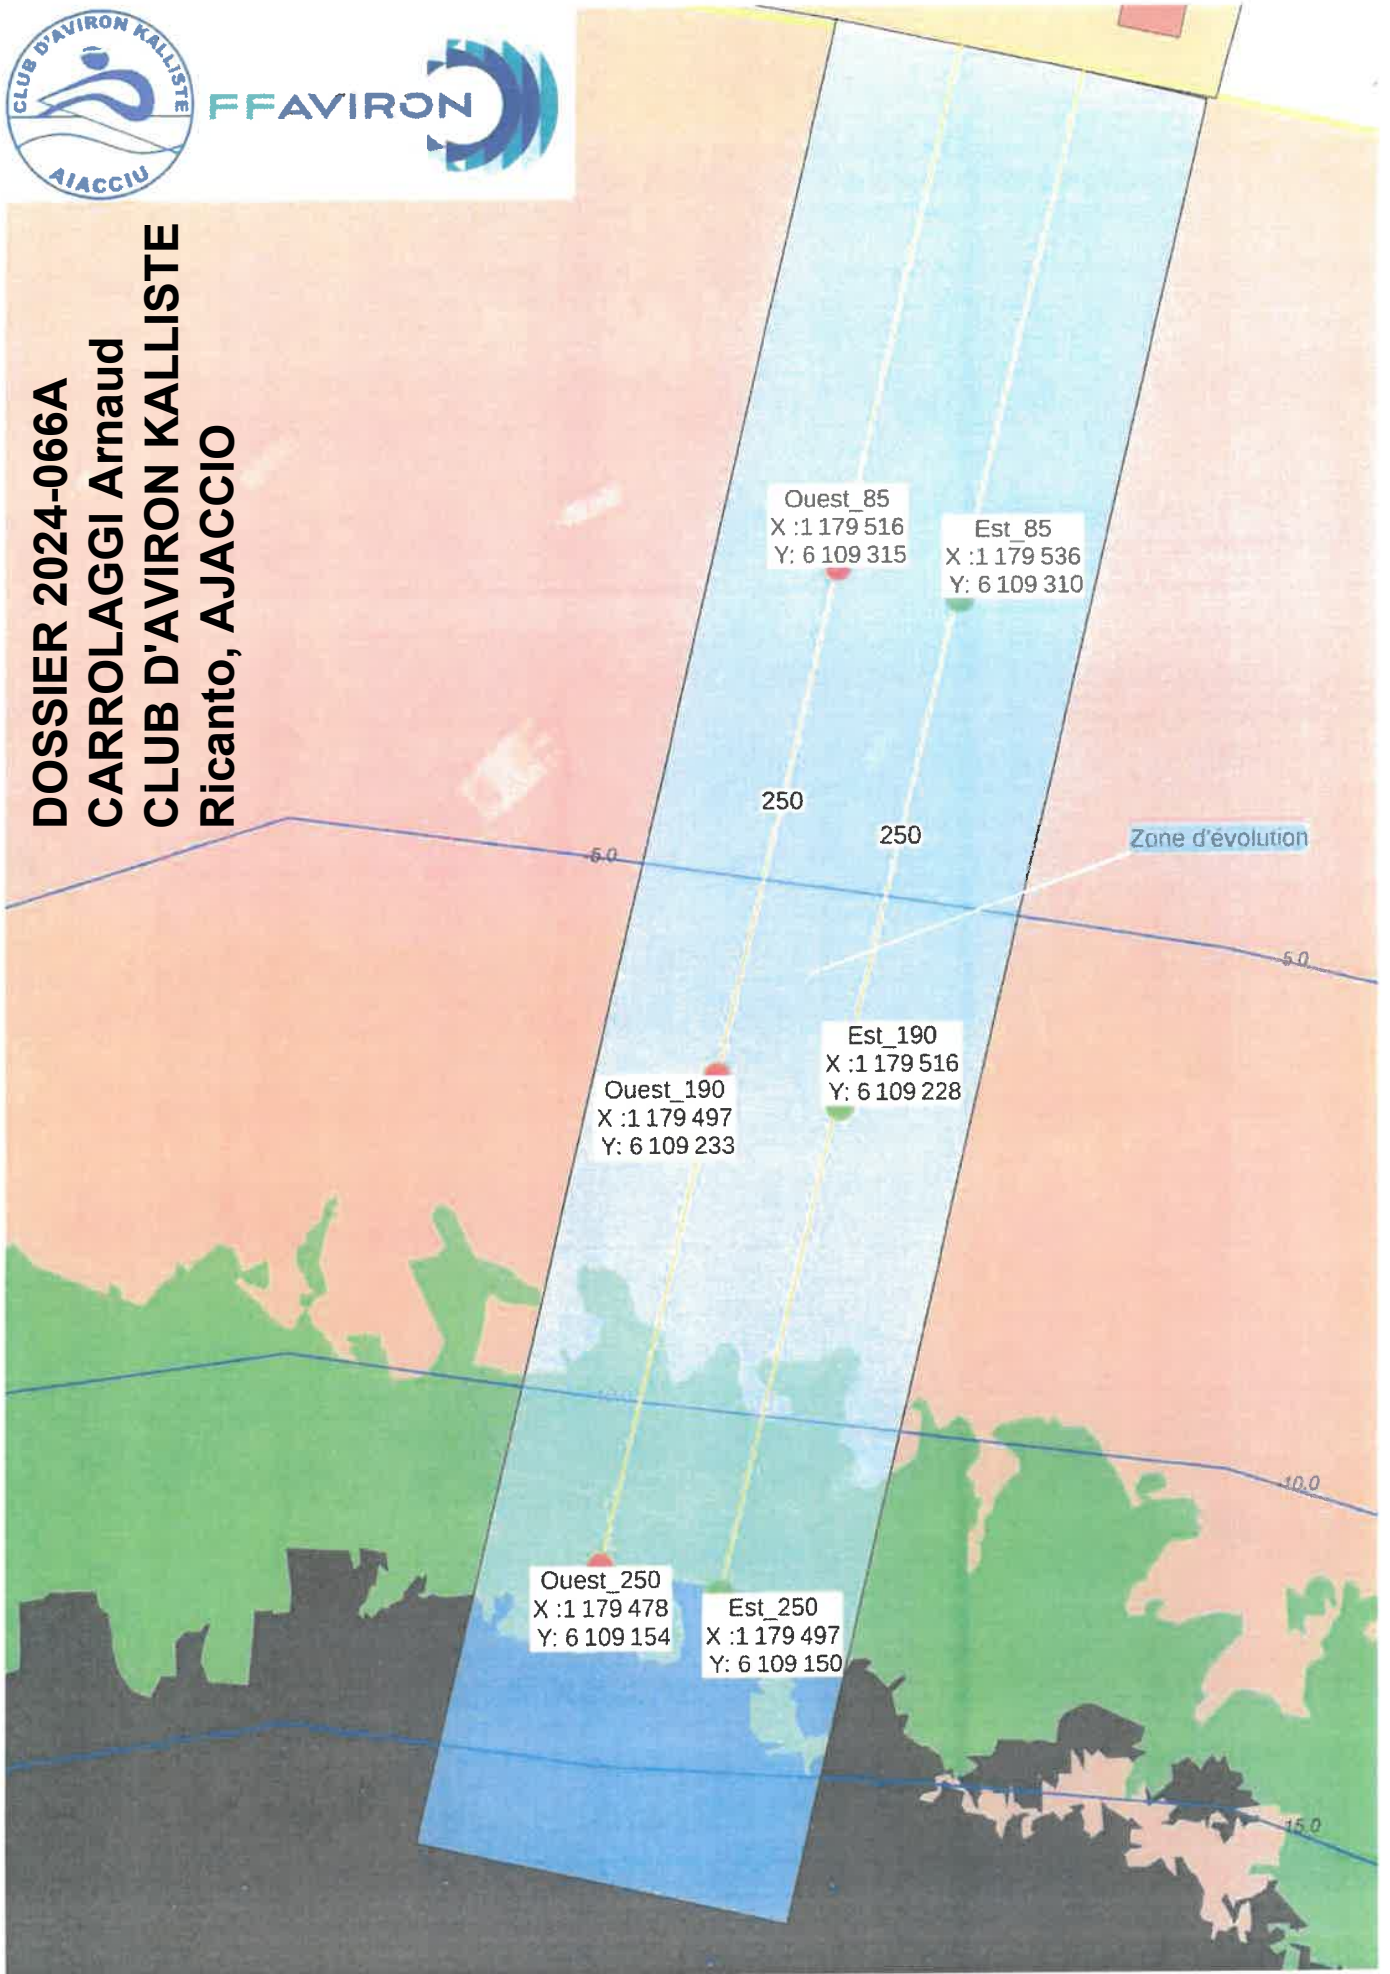 CLUB D'AVIRON KALLISTE
AIACCIU
FFAVIRON
DOSSIER 2024-066A
CARROLAGGI Arnaud
CLUB D'AVIRON KALLISTE
Ricanto, AJACCIO
Ouest_85
X :1 179 516
Y: 6 109 315
Est_85
X :1 179 536
Y: 6 109 310
250
250
Zone d'évolution
-5.0
5.0
Est_190
X :1 179 516
Y: 6 109 228
Ouest_190
X :1 179 497
Y: 6 109 233
-10.0
-10.0
Ouest_250
X :1 179 478
Y: 6 109 154
Est_250
X :1 179 497
Y: 6 109 150
15.0